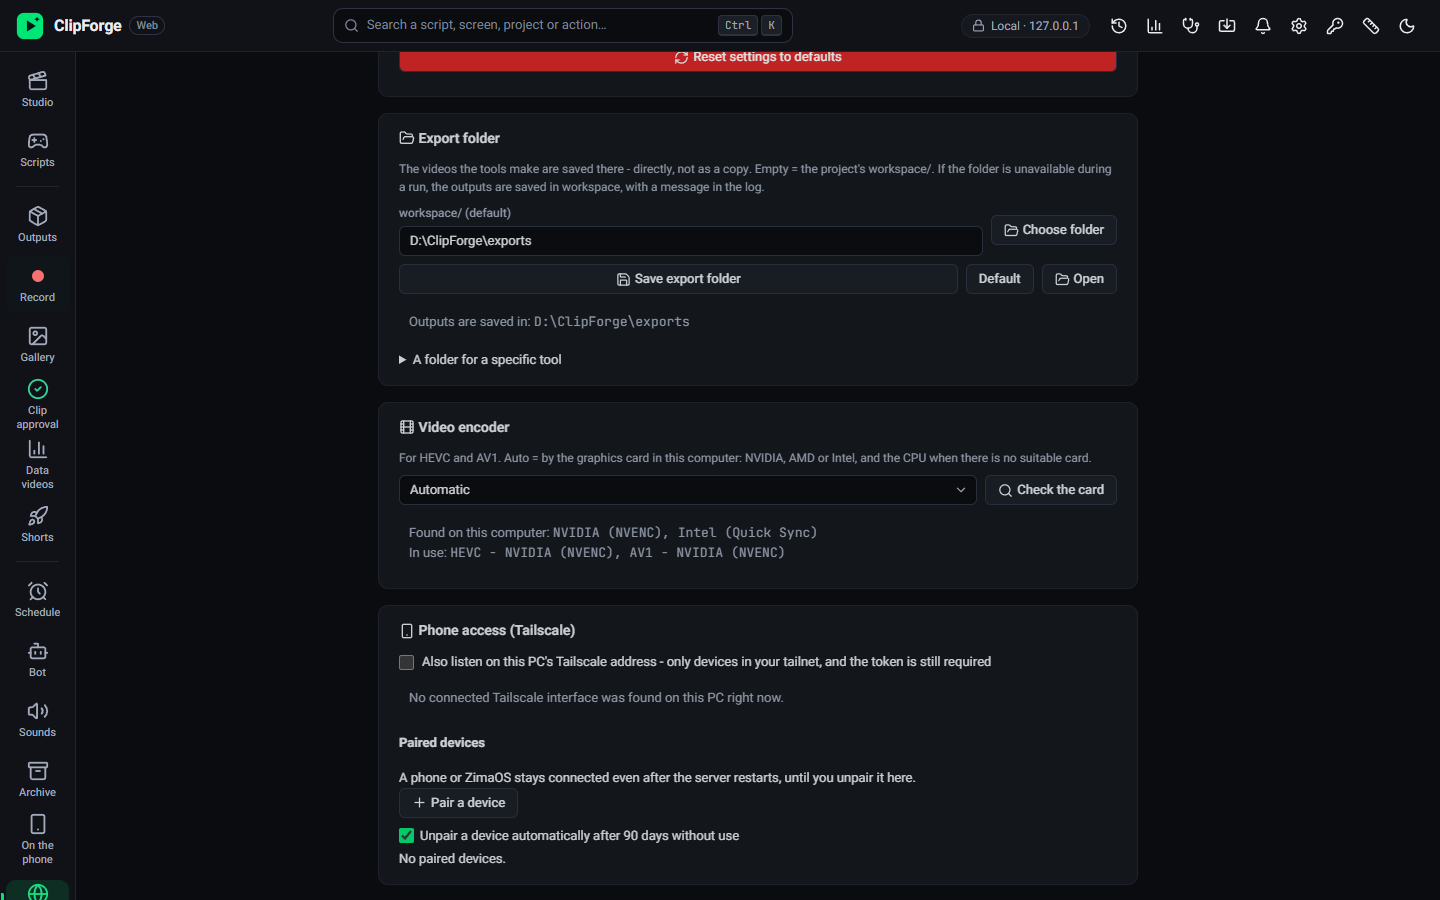 ClipForge
Web
Search a script, screen, project or action...
Ctrl
K
Local · 127.0.0.1
Studio
Scripts
Outputs
Record
Gallery
Clip
approval
Data
videos
Shorts
Schedule
Bot
Sounds
Archive
On the
phone
Reset settings to defaults
Export folder
The videos the tools make are saved there - directly, not as a copy. Empty = the project's workspace/. If the folder is unavailable during
a run, the outputs are saved in workspace, with a message in the log.
workspace/ (default)
D:\ClipForge\exports
Choose folder
Save export folder
Default
Open
Outputs are saved in: D:\ClipForge\exports
A folder for a specific tool
Video encoder
For HEVC and AV1. Auto = by the graphics card in this computer: NVIDIA, AMD or Intel, and the CPU when there is no suitable card.
Automatic
Check the card
Found on this computer: NVIDIA (NVENC), Intel (Quick Sync)
In use: HEVC - NVIDIA (NVENC), AV1 - NVIDIA (NVENC)
Phone access (Tailscale)
Also listen on this PC's Tailscale address - only devices in your tailnet, and the token is still required
No connected Tailscale interface was found on this PC right now.
Paired devices
A phone or ZimaOS stays connected even after the server restarts, until you unpair it here.
Pair a device
Unpair a device automatically after 90 days without use
No paired devices.